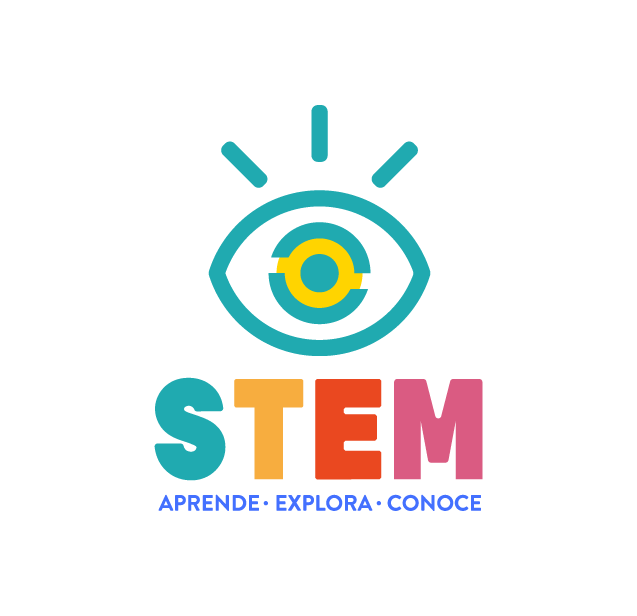 STEM
APRENDE · EXPLORA · CONOCE